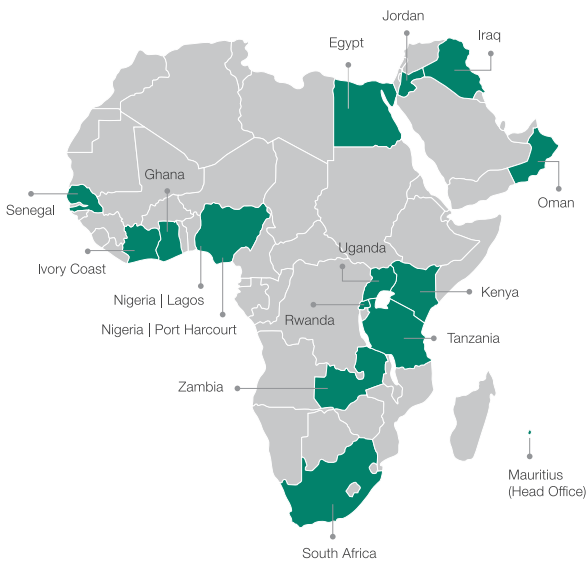 Jordan
Egypt
Iraq
Ghana
Senegal
Oman
Uganda
Ivory Coast
Kenya
Nigeria | Lagos
Rwanda
Nigeria | Port Harcourt
Tanzania
Zambia
Mauritius
(Head Office)
South Africa